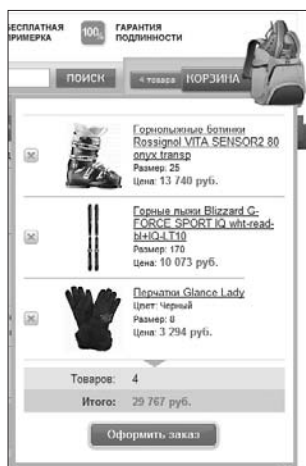 БЕСПЛАТНАЯ
ПРИМЕРКА
100%
ГАРАНТИЯ
ПОДЛИННОСТИ
ПОИСК
4 товара
КОРЗИНА
Горнолыжные ботинки
Rossignol VITA SENSOR2 80
onyx transp
Размер: 25
Цена: 13 740 руб.
Горные лыжи Blizzard G-
FORCE SPORT IQ wht-read-
bl+IQ-LT10
Размер: 170
Цена: 10 073 руб.
Перчатки Glance Lady
Цвет: Черный
Размер: 8
Цена: 3 294 руб.
Товаров: 4
Итого: 29 767 руб.
Оформить заказ